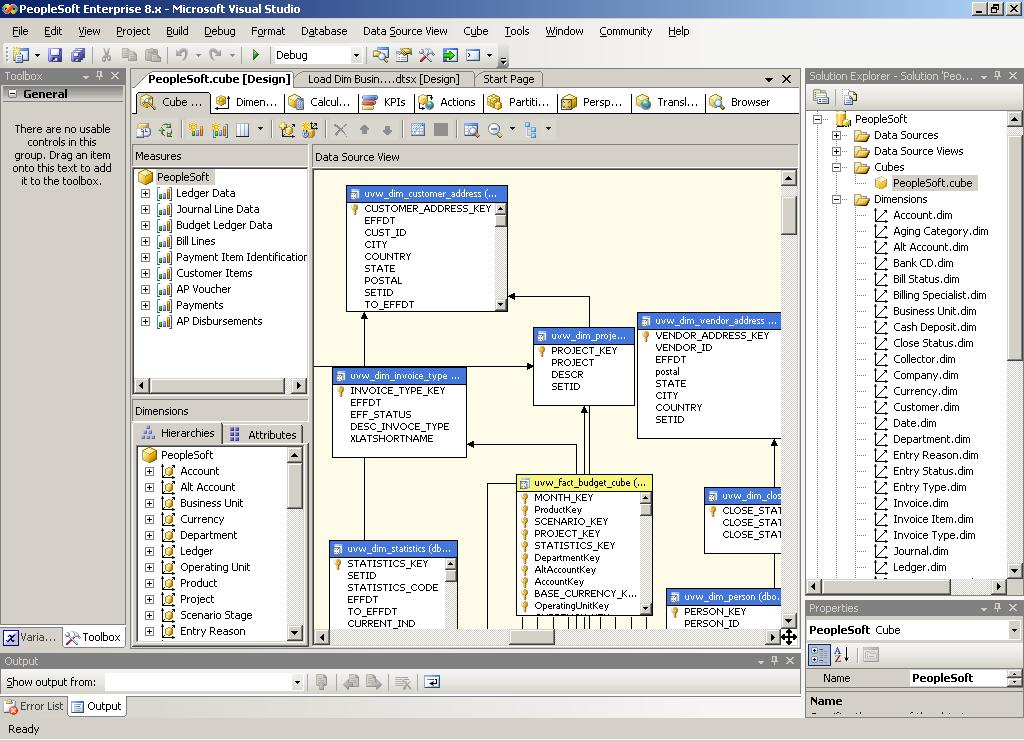 PeopleSoft Enterprise 8.x - Microsoft Visual Studio
File Edit View Project Build Debug Format Database Data Source View Cube Tools Window Community Help
Debug
Toolbox
General
There are no usable
controls in this
group. Drag an item
onto this text to add
it to the toolbox.
Varia... Toolbox
PeopleSoft.cube [Design] Load Dim Busin....dtsx [Design] Start Page
Cube ... Dimen... Calcul... KPIs Actions Partiti... Persp... Transl... Browser
Measures
PeopleSoft
Ledger Data
Journal Line Data
Budget Ledger Data
Bill Lines
Payment Item Identification
Customer Items
AP Voucher
Payments
AP Disbursements
Dimensions
Hierarchies Attributes
PeopleSoft
Account
Alt Account
Business Unit
Currency
Department
Ledger
Operating Unit
Product
Project
Scenario Stage
Entry Reason
Data Source View
uvw_dim_customer_address (...
CUSTOMER_ADDRESS_KEY
EFFDT
CUST_ID
CITY
COUNTRY
STATE
POSTAL
SETID
TO_EFFDT
uvw_dim_proje...
PROJECT_KEY
PROJECT
DESCR
SETID
uvw_dim_vendor_address ...
VENDOR_ADDRESS_KEY
VENDOR_ID
EFFDT
postal
STATE
CITY
COUNTRY
SETID
uvw_dim_invoice_type ...
INVOICE_TYPE_KEY
EFFDT
EFF_STATUS
DESC_INVOCE_TYPE
XLATSHORTNAME
uvw_fact_budget_cube (...
MONTH_KEY
ProductKey
SCENARIO_KEY
PROJECT_KEY
STATISTICS_KEY
DepartmentKey
AltAccountKey
AccountKey
BASE_CURRENCY_K...
OperatingUnitKey
uvw_dim_clos
CLOSE_STAT
CLOSE_STAT
CLOSE_STAT
uvw_dim_statistics (db...
STATISTICS_KEY
SETID
STATISTICS_CODE
EFFDT
TO_EFFDT
CURRENT_IND
uvw_dim_person (dbo.
PERSON_KEY
PERSON_ID
Solution Explorer - Solution 'Peo...
PeopleSoft
Data Sources
Data Source Views
Cubes
PeopleSoft.cube
Dimensions
Account.dim
Aging Category.dim
Alt Account.dim
Bank CD.dim
Bill Status.dim
Billing Specialist.dim
Business Unit.dim
Cash Deposit.dim
Close Status.dim
Collector.dim
Company.dim
Currency.dim
Customer.dim
Date.dim
Department.dim
Entry Reason.dim
Entry Status.dim
Entry Type.dim
Invoice.dim
Invoice Item.dim
Invoice Type.dim
Journal.dim
Ledger.dim
Properties
PeopleSoft Cube
Name PeopleSoft
Name
Output
Show output from:
Error List Output
Ready